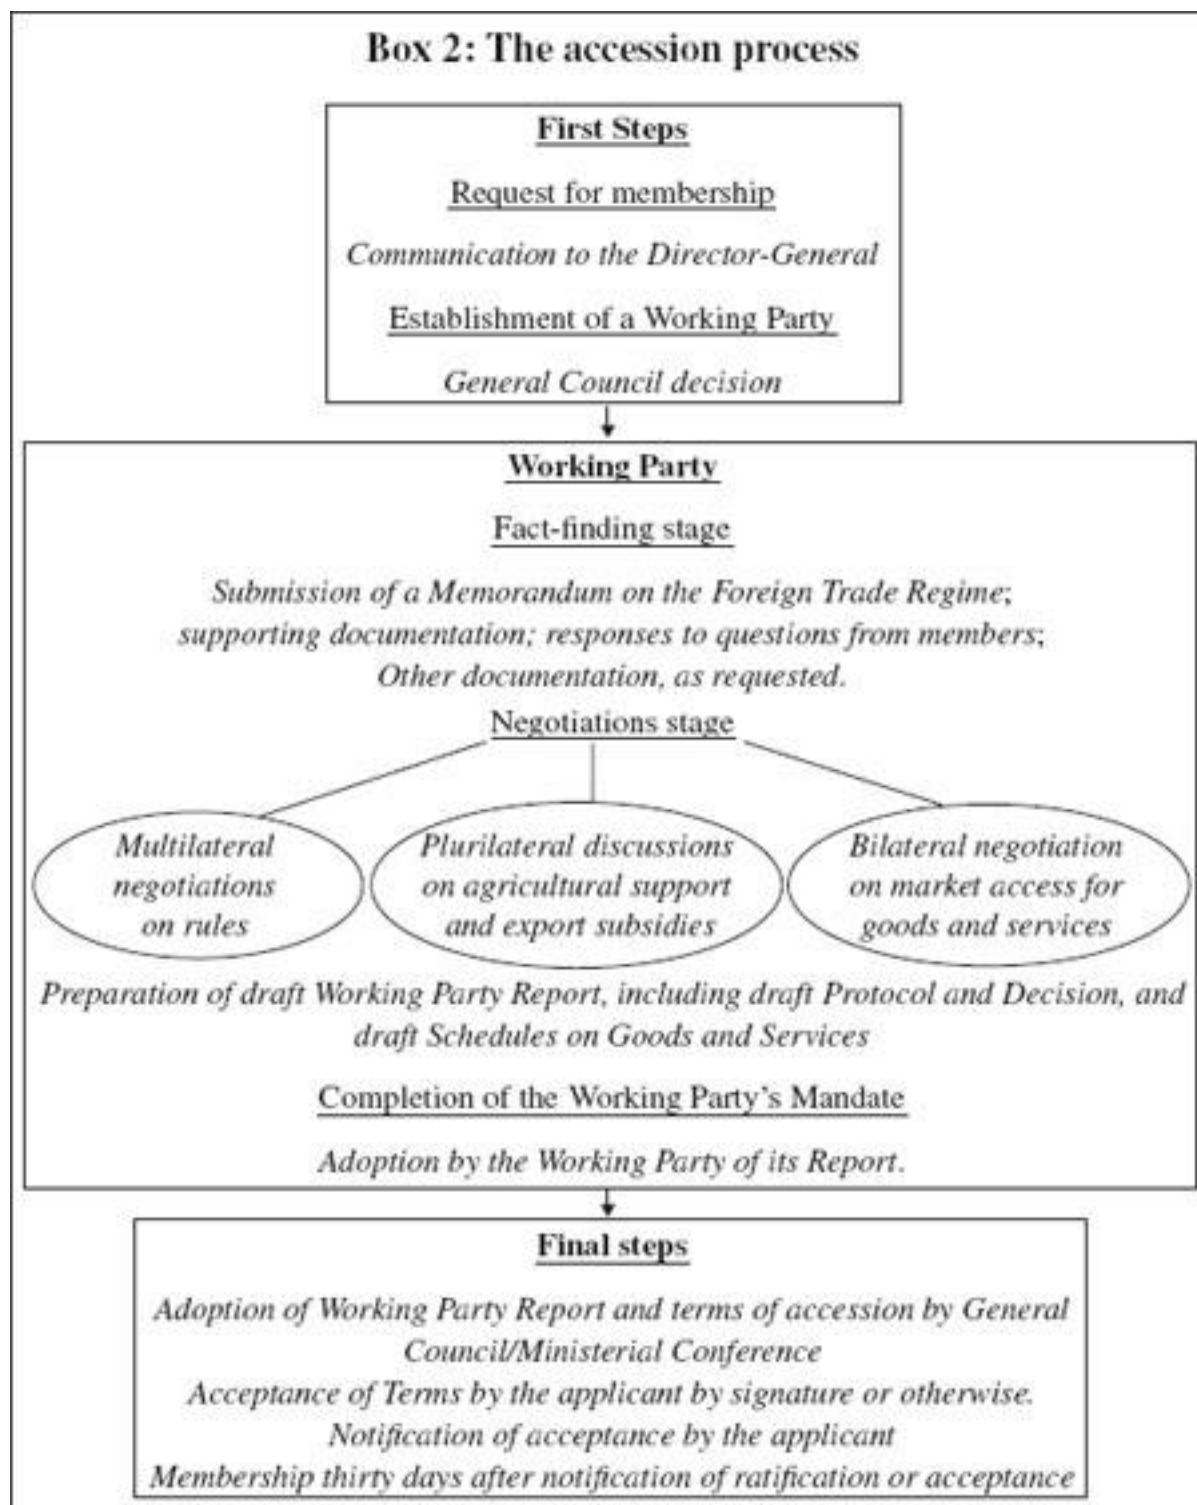 Box 2: The accession process
First Steps
Request for membership
Communication to the Director-General
Establishment of a Working Party
General Council decision
Working Party
Fact-finding stage
Submission of a Memorandum on the Foreign Trade Regime;
supporting documentation; responses to questions from members;
Other documentation, as requested.
Negotiations stage
Multilateral
negotiations
on rules
Plurilateral discussions
on agricultural support
and export subsidies
Bilateral negotiation
on market access for
goods and services
Preparation of draft Working Party Report, including draft Protocol and Decision, and
draft Schedules on Goods and Services
Completion of the Working Party's Mandate
Adoption by the Working Party of its Report.
Final steps
Adoption of Working Party Report and terms of accession by General
Council/Ministerial Conference
Acceptance of Terms by the applicant by signature or otherwise.
Notification of acceptance by the applicant
Membership thirty days after notification of ratification or acceptance